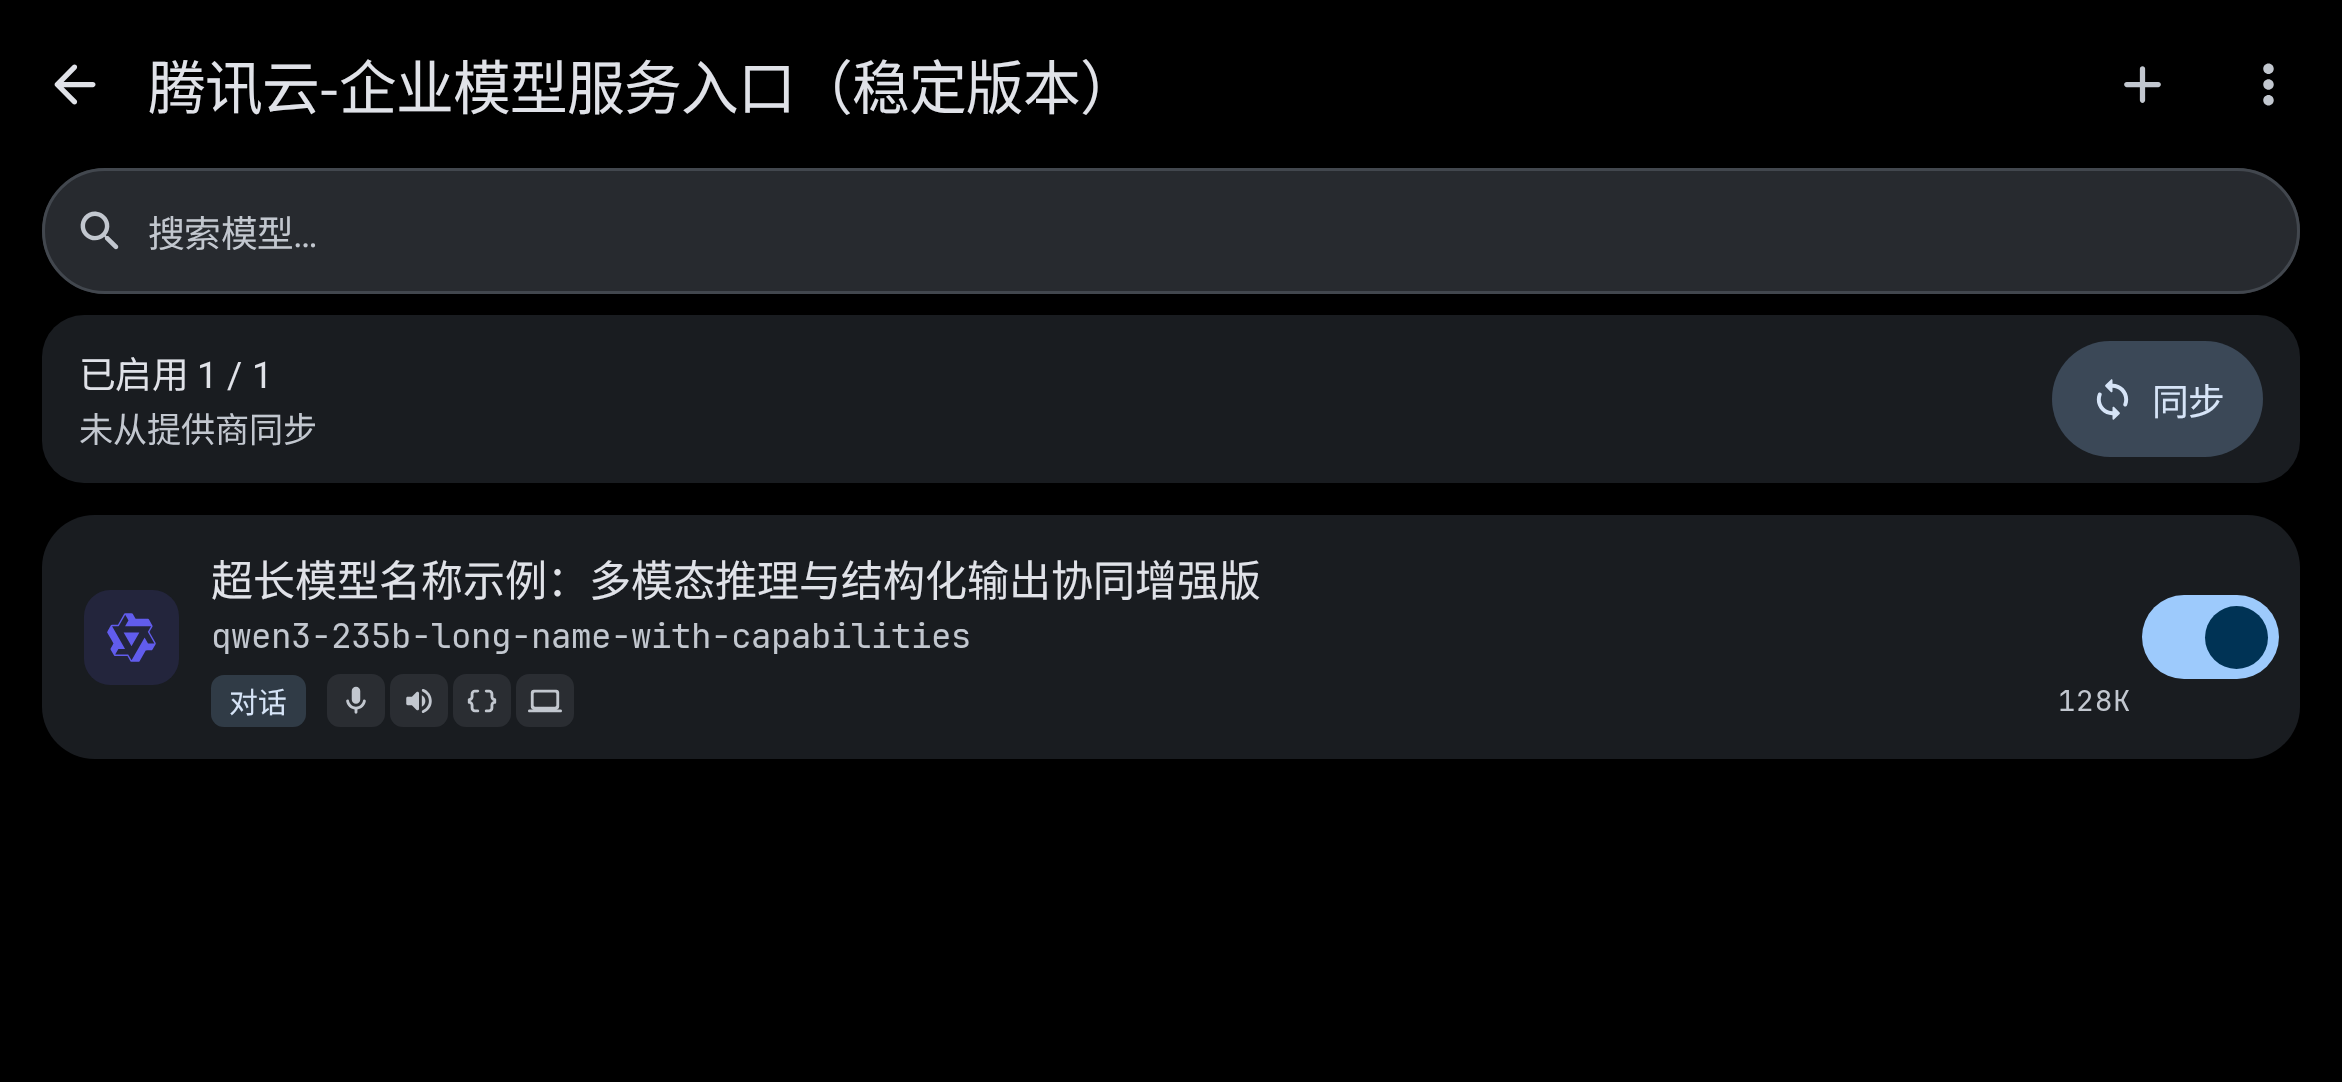 腾讯云-企业模型服务入口（稳定版本）
搜索模型...
已启用 1 / 1
未从提供商同步
同步
超长模型名称示例：多模态推理与结构化输出协同增强版
qwen3-235b-long-name-with-capabilities
对话
128K